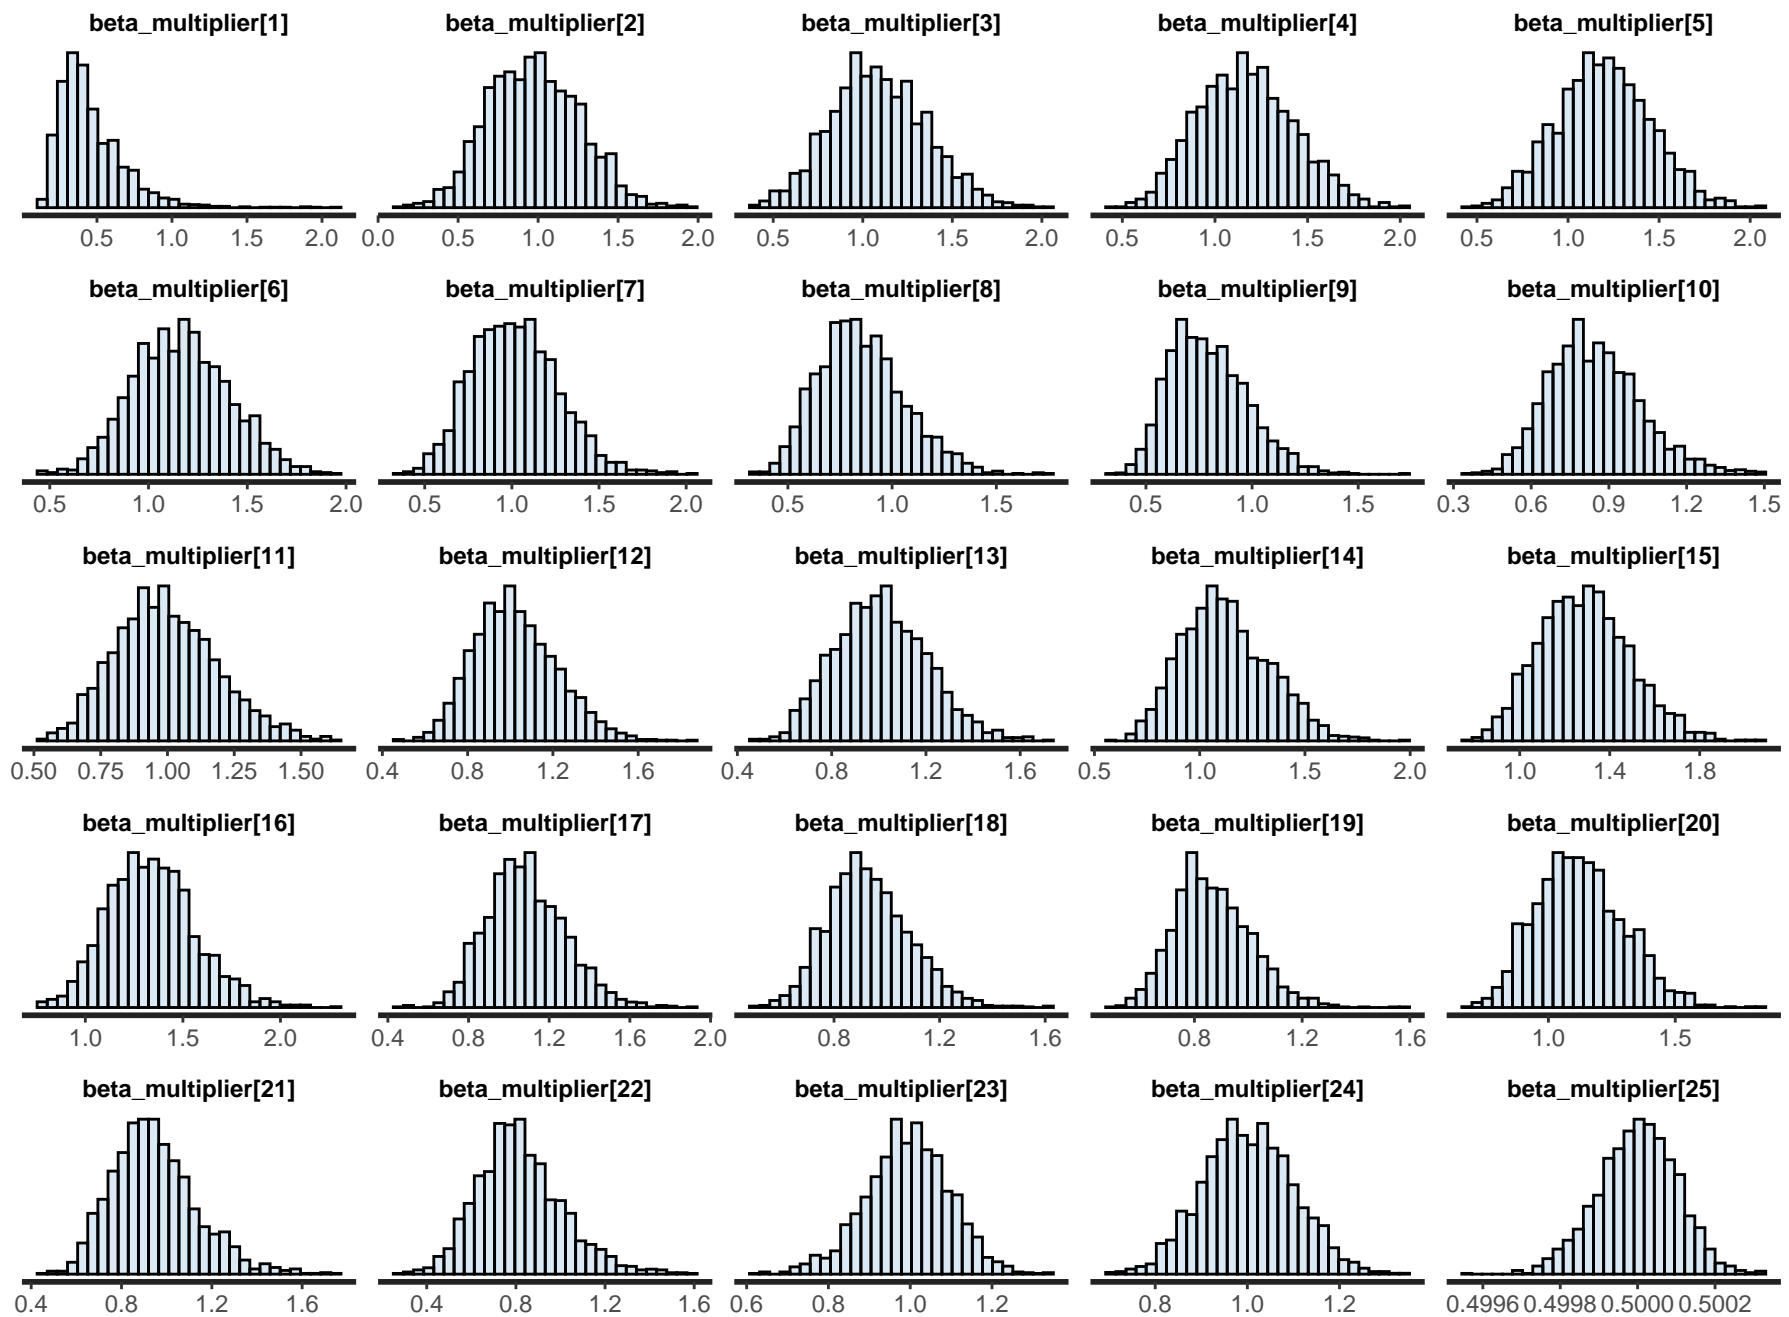 beta_multiplier[1] beta_multiplier[2] beta_multiplier[3] beta_multiplier[4] beta_multiplier[5]
0.5 1.0 1.5 2.0 0.0 0.5 1.0 1.5 2.0 0.5 1.0 1.5 2.0 0.5 1.0 1.5 2.0 0.5 1.0 1.5 2.0
beta_multiplier[6] beta_multiplier[7] beta_multiplier[8] beta_multiplier[9] beta_multiplier[10]
0.5 1.0 1.5 2.0 0.5 1.0 1.5 2.0 0.5 1.0 1.5 0.5 1.0 1.5 0.3 0.6 0.9 1.2 1.5
beta_multiplier[11] beta_multiplier[12] beta_multiplier[13] beta_multiplier[14] beta_multiplier[15]
0.50 0.75 1.00 1.25 1.50 0.4 0.8 1.2 1.6 0.4 0.8 1.2 1.6 0.5 1.0 1.5 2.0 1.0 1.4 1.8
beta_multiplier[16] beta_multiplier[17] beta_multiplier[18] beta_multiplier[19] beta_multiplier[20]
1.0 1.5 2.0 0.4 0.8 1.2 1.6 2.0 0.8 1.2 1.6 0.8 1.2 1.6 1.0 1.5
beta_multiplier[21] beta_multiplier[22] beta_multiplier[23] beta_multiplier[24] beta_multiplier[25]
0.4 0.8 1.2 1.6 0.4 0.8 1.2 1.6 0.6 0.8 1.0 1.2 0.8 1.0 1.2 0.4996 0.4998 0.5000 0.5002